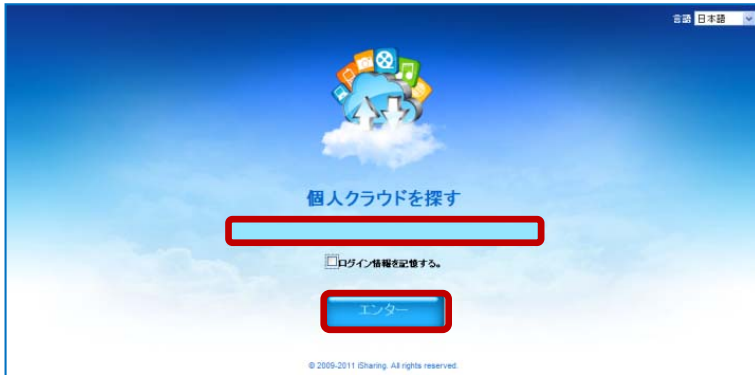 言語 日本語
個人クラウドを探す
ログイン情報を記憶する。
エンター
© 2009-2011 iSharing. All rights reserved.